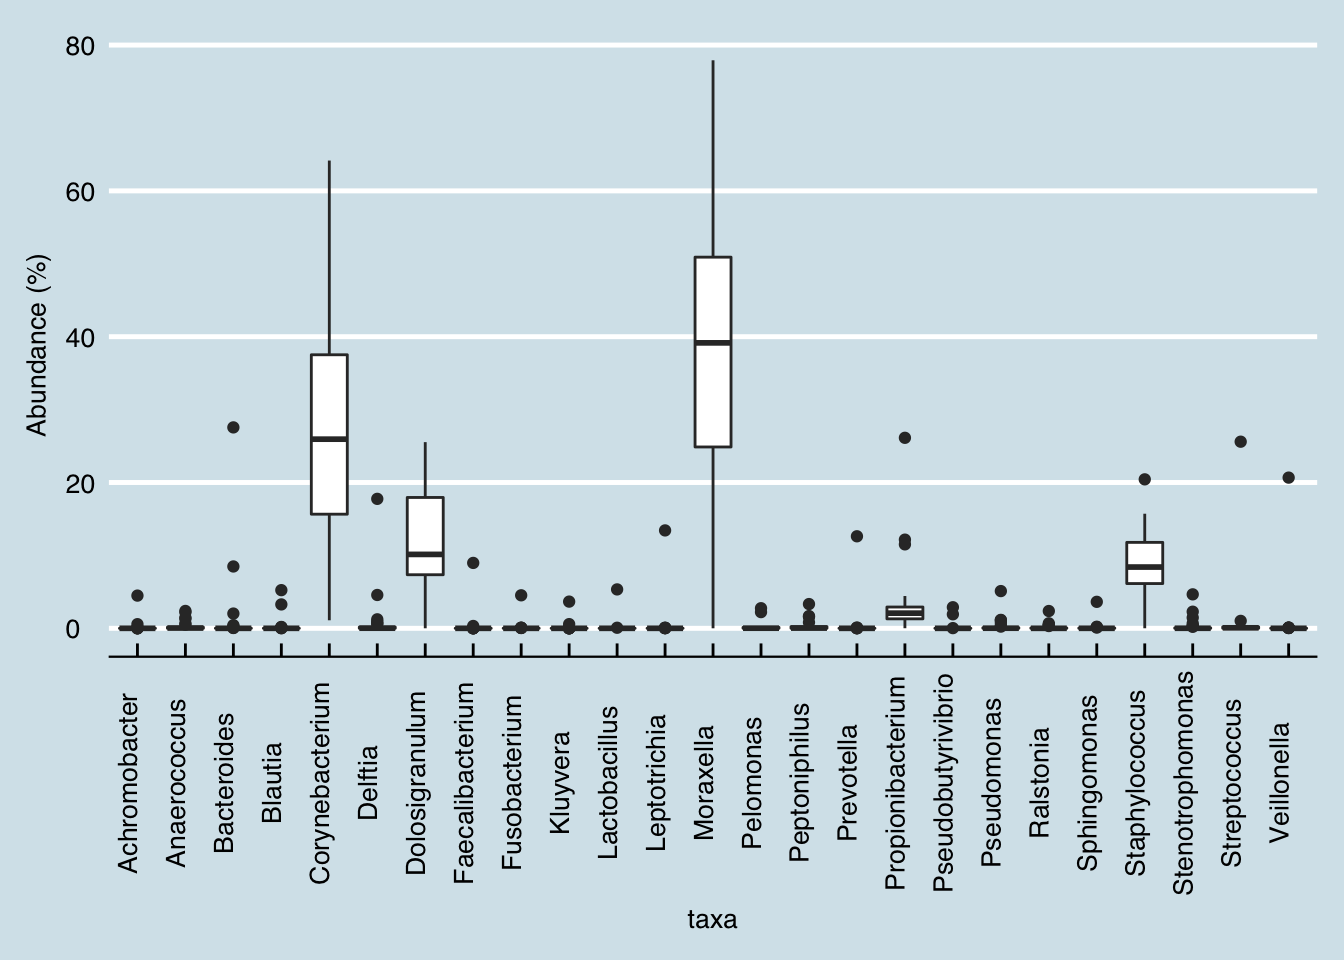 80
60
40
20
0
Abundance (%)
Achromobacter
Anaerococcus
Bacteroides
Blautia
Corynebacterium
Delftia
Dolosigranulum
Faecalibacterium
Fusobacterium
Kluyvera
Lactobacillus
Leptotrichia
Moraxella
Pelomonas
Peptoniphilus
Prevotella
Propionibacterium
Pseudobutyrivibrio
Pseudomonas
Ralstonia
Sphingomonas
Staphylococcus
Stenotrophomonas
Streptococcus
Veillonella
taxa